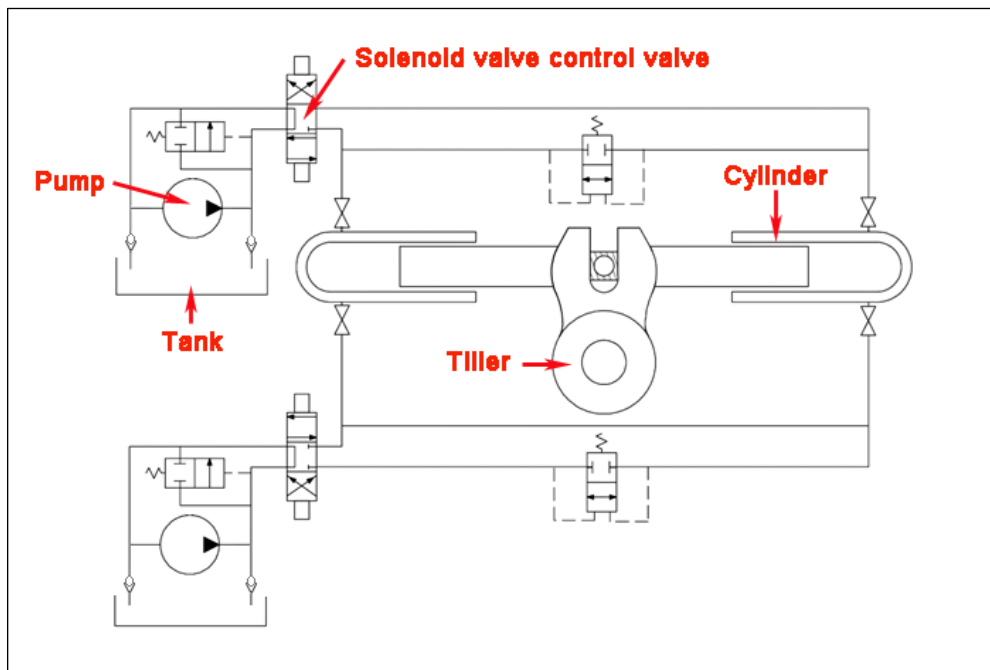 Solenoid valve control valve
Pump
Cylinder
Tank
Tiller